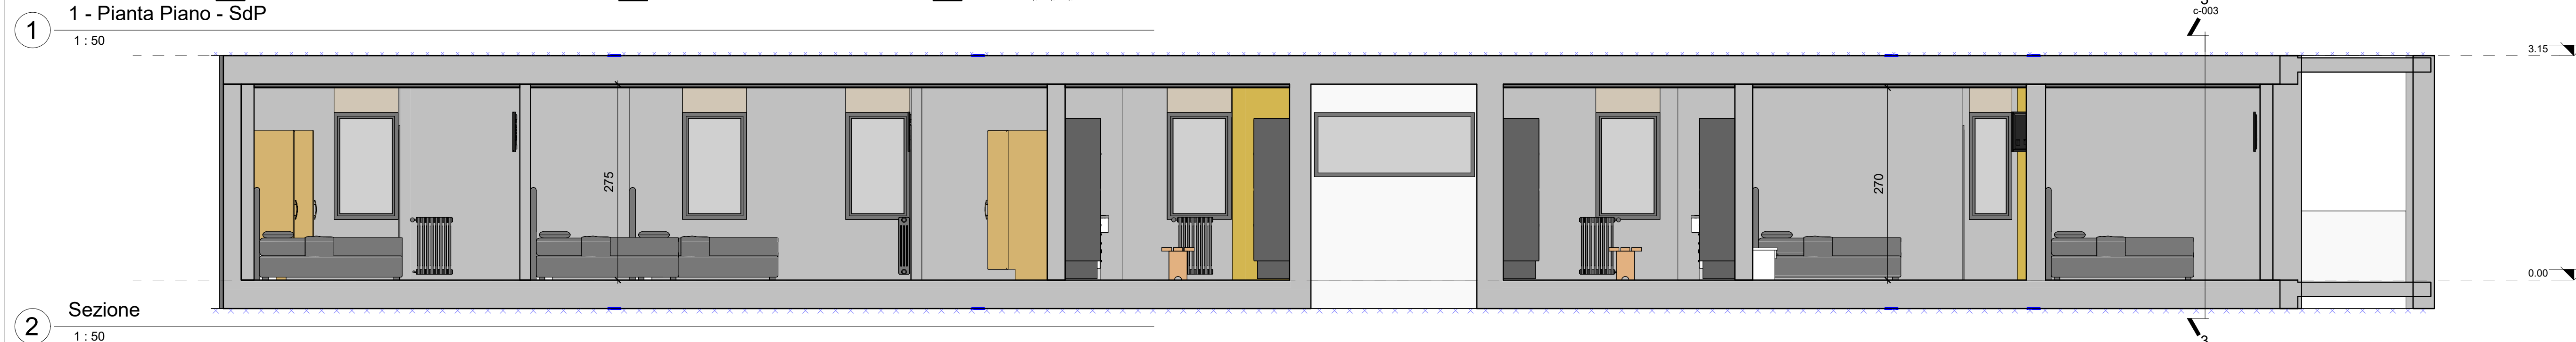 1 1 - Pianta Piano - SdP
1 : 50
c-003
3.15
275
270
0.00
2 Sezione
1 : 50
3